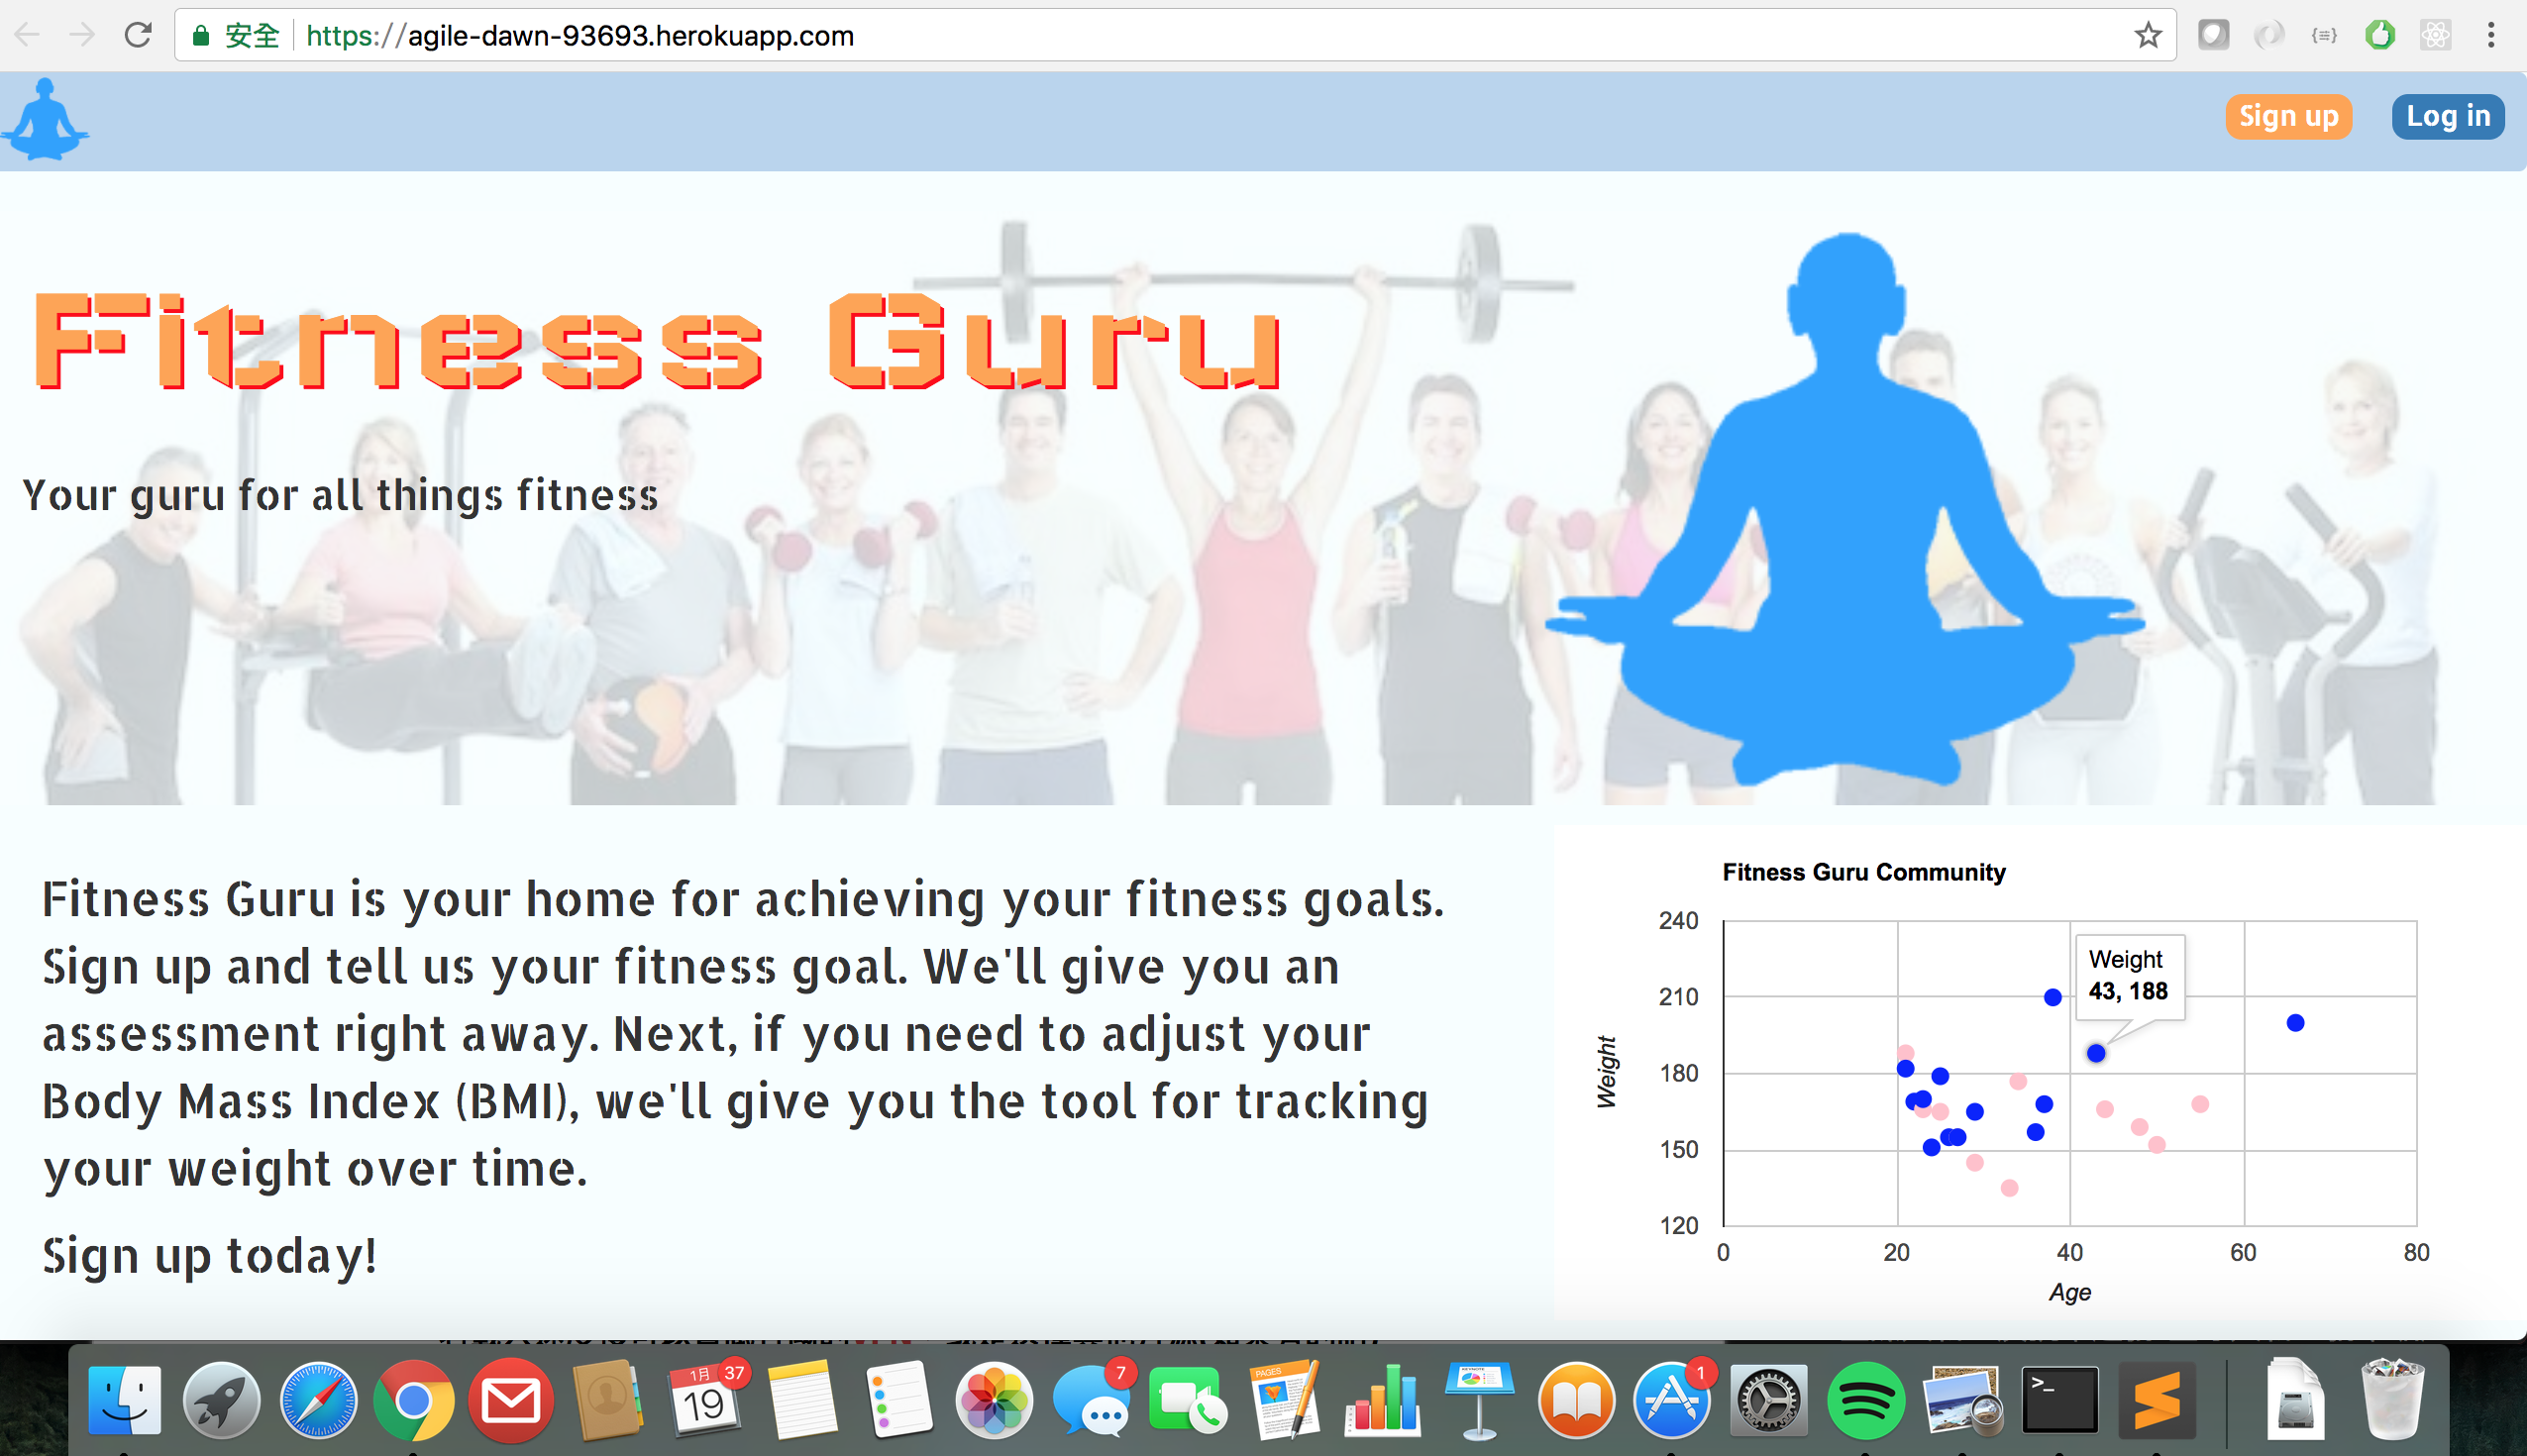 安全 https://agile-dawn-93693.herokuapp.com
Sign up Log in
Fitness Guru
Your guru for all things fitness
Fitness Guru is your home for achieving your fitness goals.
Sign up and tell us your fitness goal. We'll give you an
assessment right away. Next, if you need to adjust your
Body Mass Index (BMI), we'll give you the tool for tracking
your weight over time.
Sign up today!
Fitness Guru Community
240
210
180
150
120
Weight
Weight
43, 188
0 20 40 60 80
Age
1月 37
19
7
PAGES
KEYNOTE
1
>_